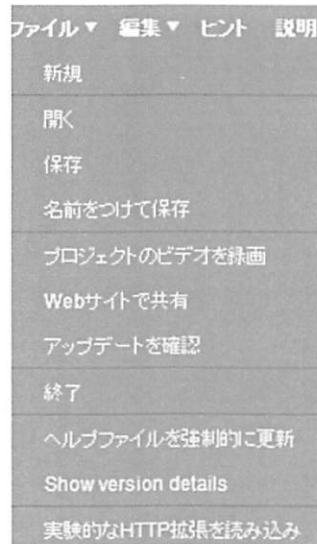 ファイル▼ 編集▼ ヒント 説明
新規
開く
保存
名前をつけて保存
プロジェクトのビデオを録画
Webサイトで共有
アップデートを確認
終了
ヘルプファイルを強制的に更新
Show version details
実験的なHTTP拡張を読み込み